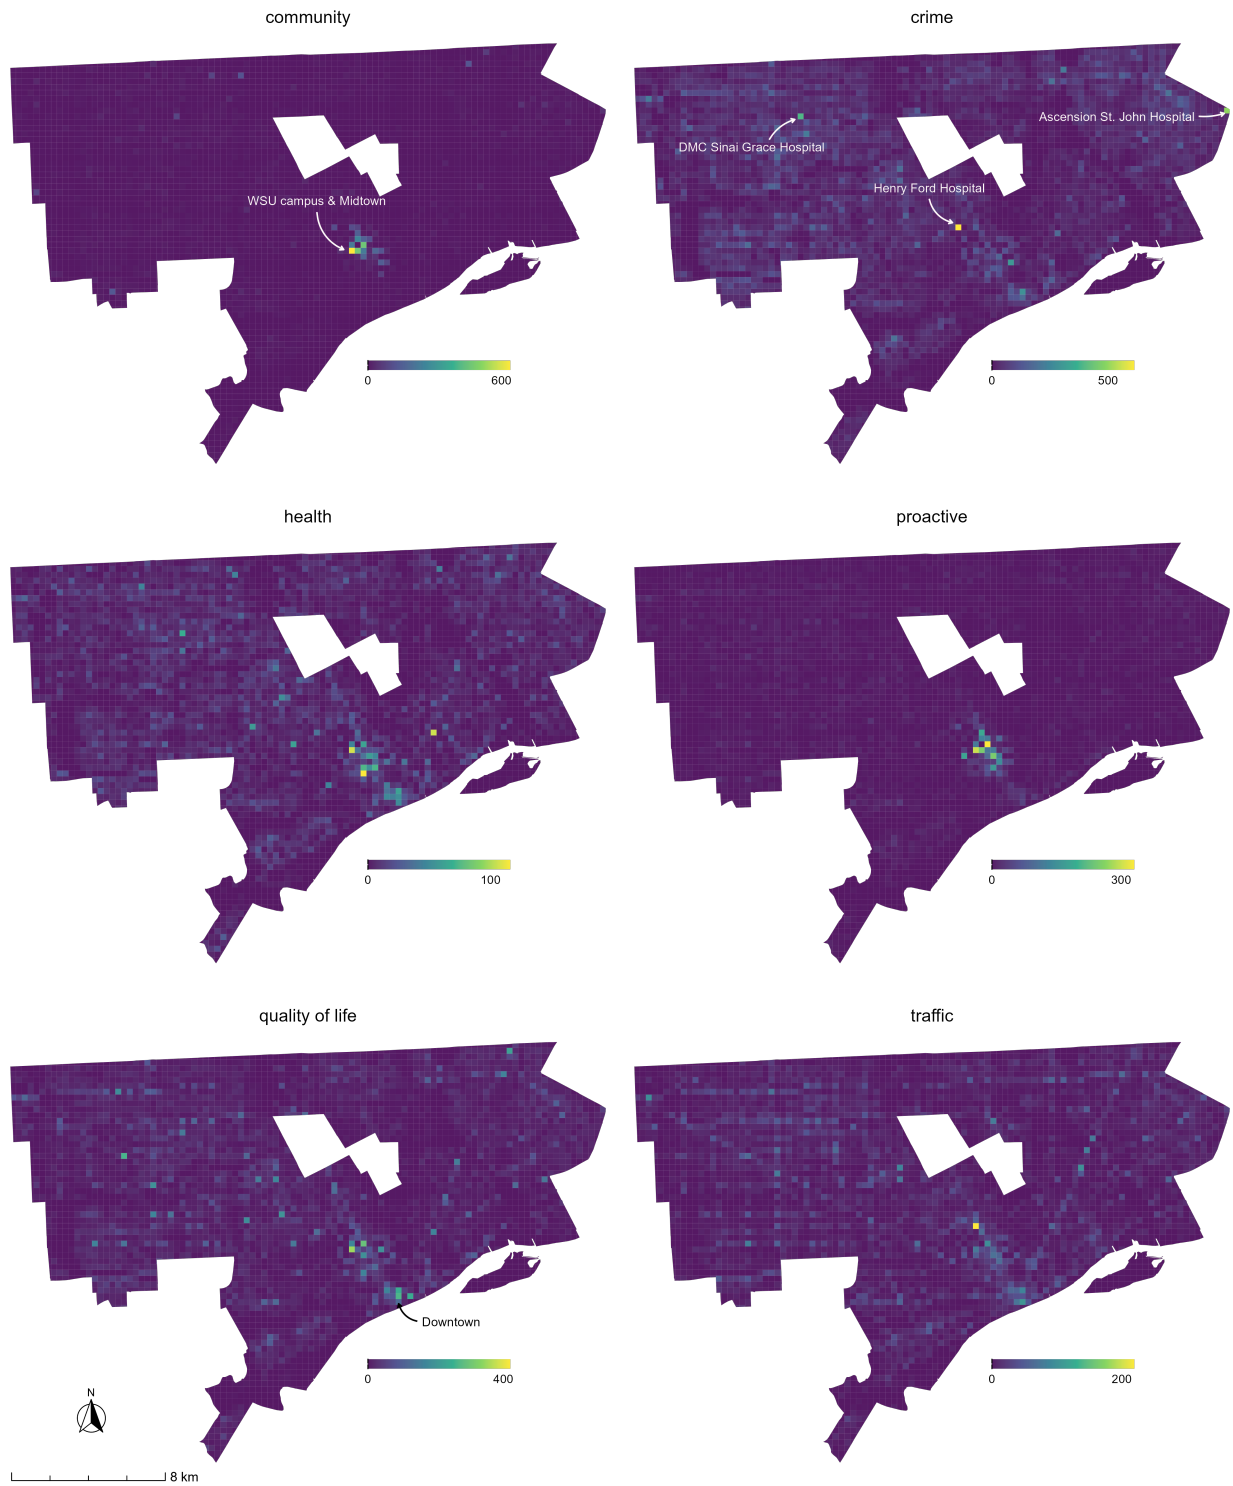 community
crime
Ascension St. John Hospital
DMC Sinai Grace Hospital
Henry Ford Hospital
WSU campus & Midtown
0 600
0 500
health
proactive
0 100
0 300
quality of life
traffic
Downtown
0 400
0 200
N
8 km